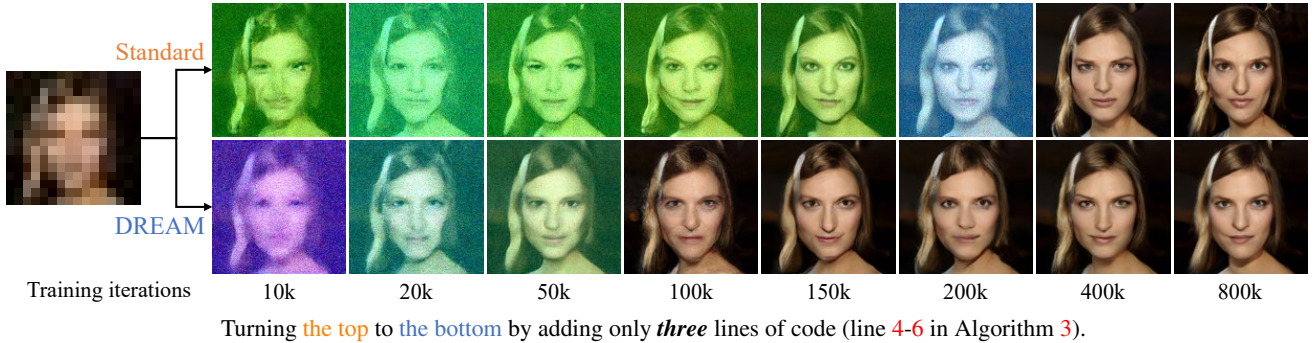 Standard
DREAM
Training iterations 10k 20k 50k 100k 150k 200k 400k 800k
Turning the top to the bottom by adding only three lines of code (line 4-6 in Algorithm 3).